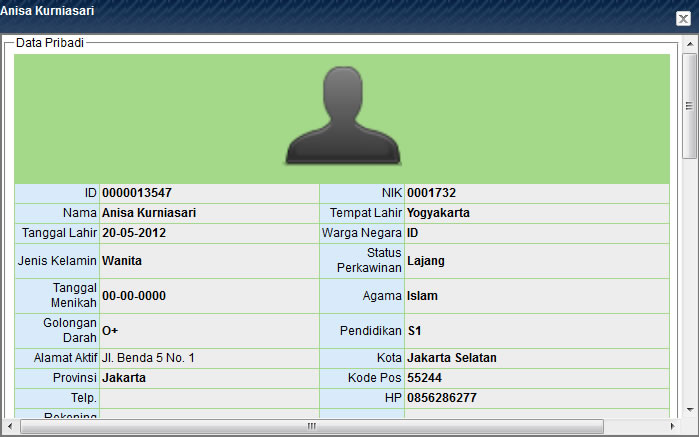 Anisa Kurniasari
Data Pribadi
ID 0000013547 NIK 0001732
Nama Anisa Kurniasari Tempat Lahir Yogyakarta
Tanggal Lahir 20-05-2012 Warga Negara ID
Jenis Kelamin Wanita Status Perkawinan Lajang
Tanggal Menikah 00-00-0000 Agama Islam
Golongan Darah O+ Pendidikan S1
Alamat Aktif Jl. Benda 5 No. 1 Kota Jakarta Selatan
Provinsi Jakarta Kode Pos 55244
Telp. HP 0856286277
Rekening